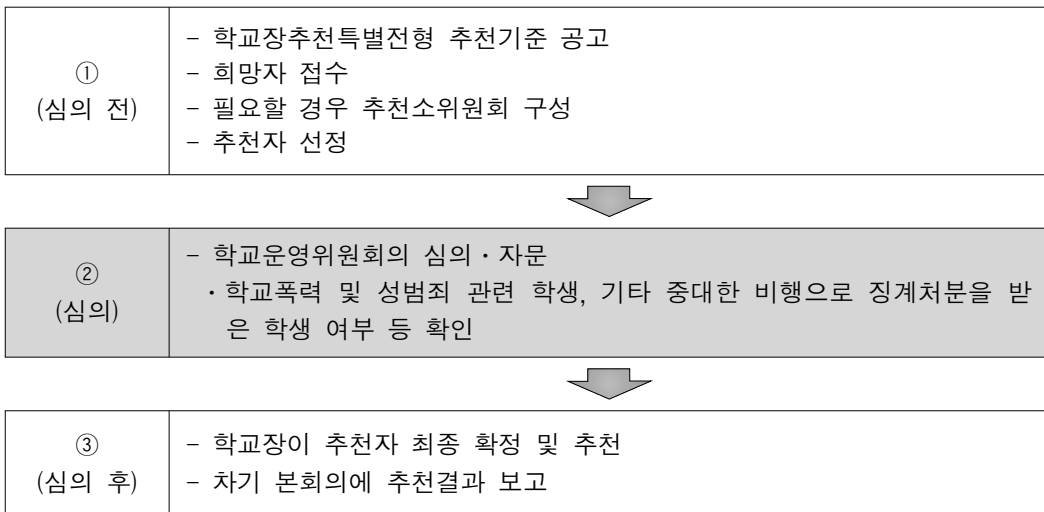 ①
(심의 전)
- 학교장추천특별전형 추천기준 공고
- 희망자 접수
- 필요할 경우 추천소위원회 구성
- 추천자 선정
②
(심의)
- 학교운영위원회의 심의·자문
·학교폭력 및 성범죄 관련 학생, 기타 중대한 비행으로 징계처분을 받
은 학생 여부 등 확인
③
(심의 후)
- 학교장이 추천자 최종 확정 및 추천
- 차기 본회의에 추천결과 보고